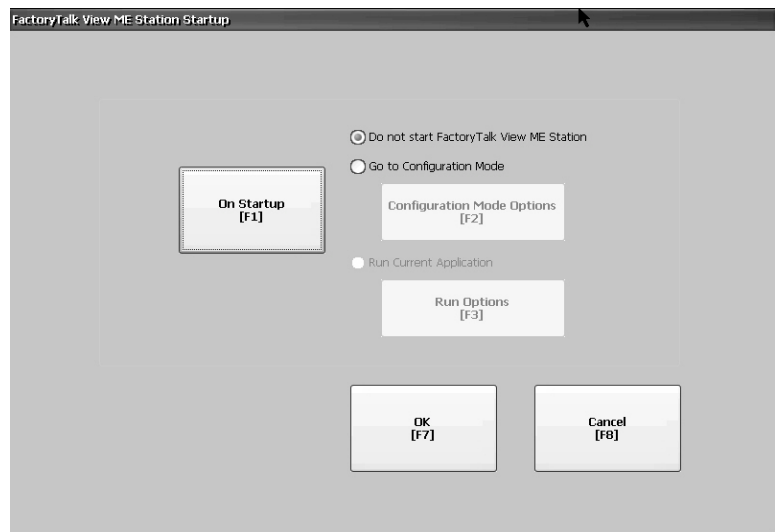 FactoryTalk View ME Station Startup
Do not start FactoryTalk View ME Station
Go to Configuration Mode
On Startup
[F1]
Configuration Mode Options
[F2]
Run Current Application
Run Options
[F3]
OK
[F7]
Cancel
[F8]